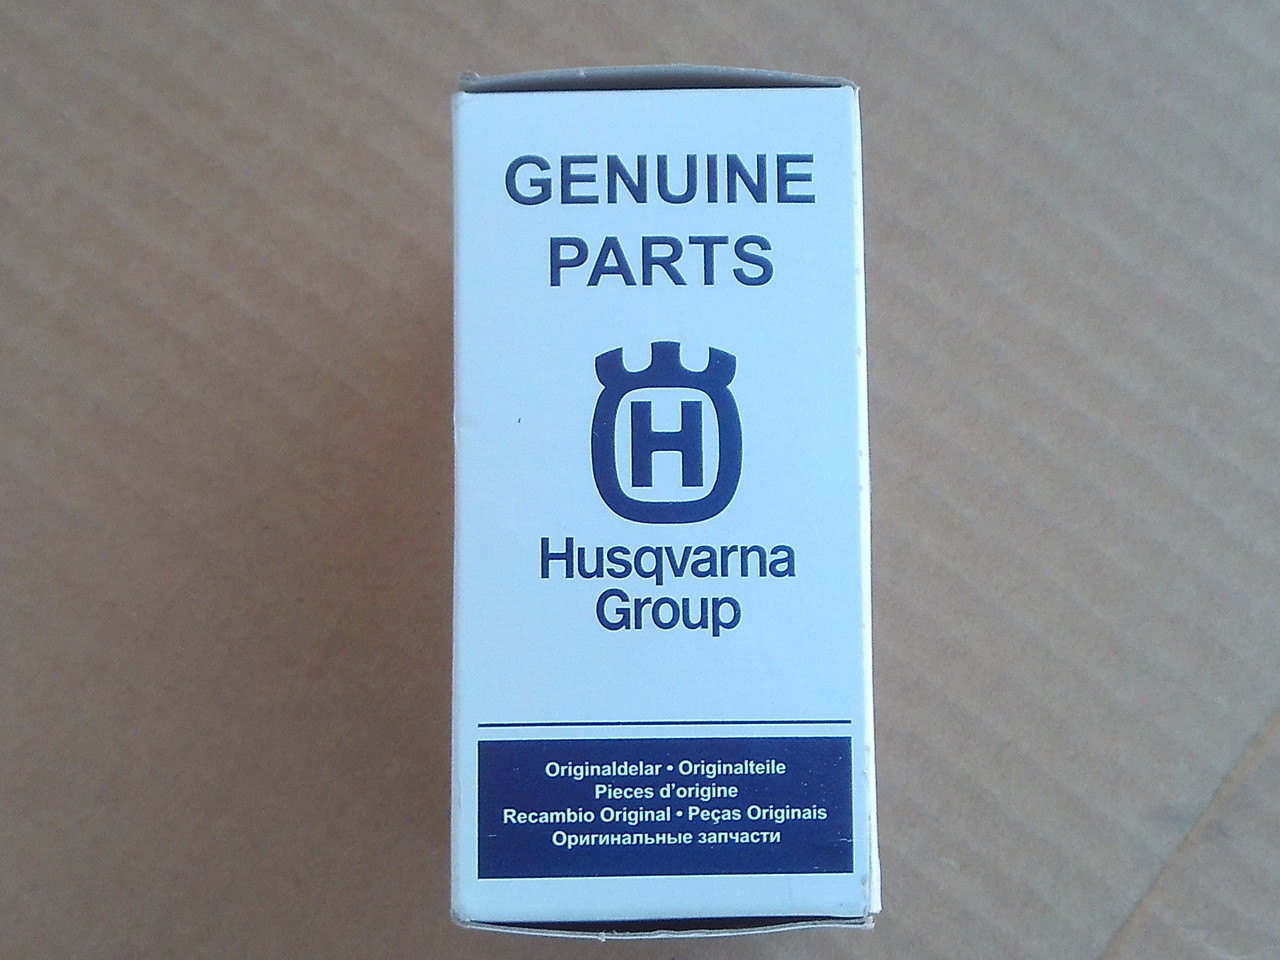 GENUINE
PARTS
H
Husqvarna
Group
Originaldelar • Originalteile
Pieces d'origine
Recambio Original • Peças Originais
Оригинальные запчасти